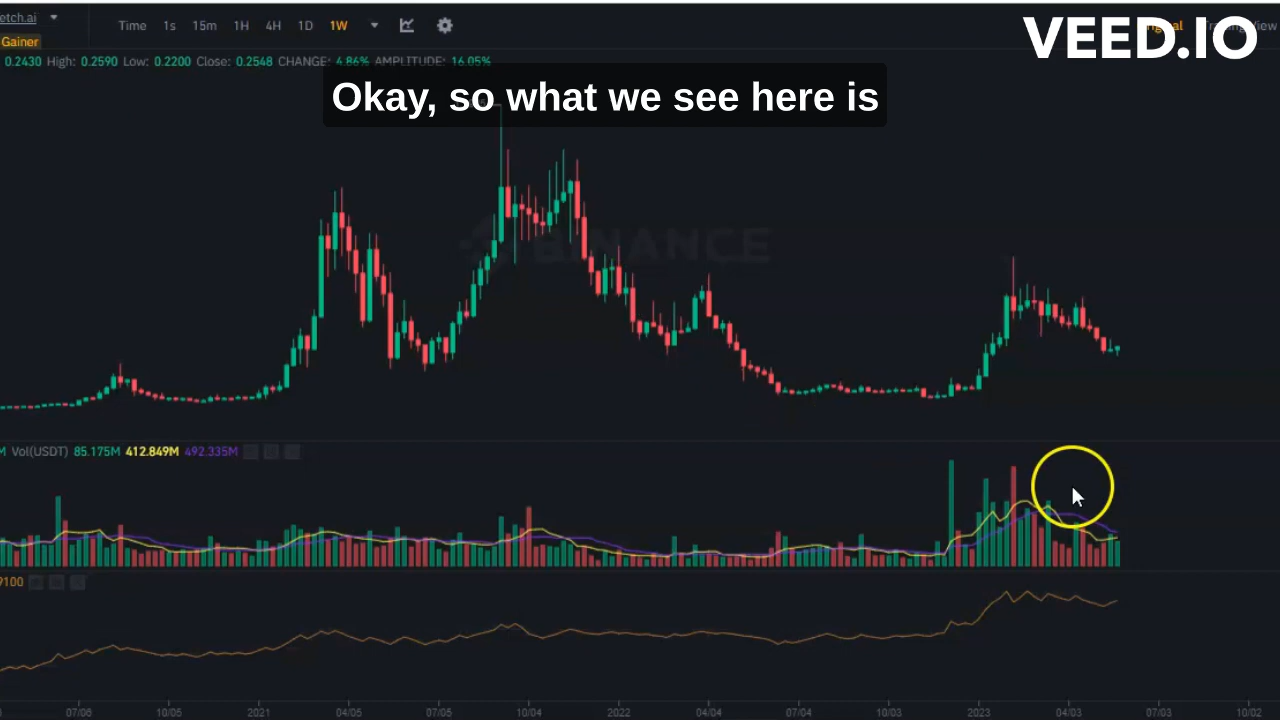 etch.ai
Time 1s 15m 1H 4H 1D 1W
VEED.IO
Gainer
0.2430 High: 0.2590 Low: 0.2200 Close: 0.2548 CHANGE: 4.86% AMPLITUDE: 16.05%
Okay, so what we see here is
BINANCE
M Vol(USDT) 85.175M 412.849M 492.335M
9100
07/06 10/05 2021 04/05 07/05 10/04 2022 04/04 07/04 10/03 2023 04/03 07/03 10/02